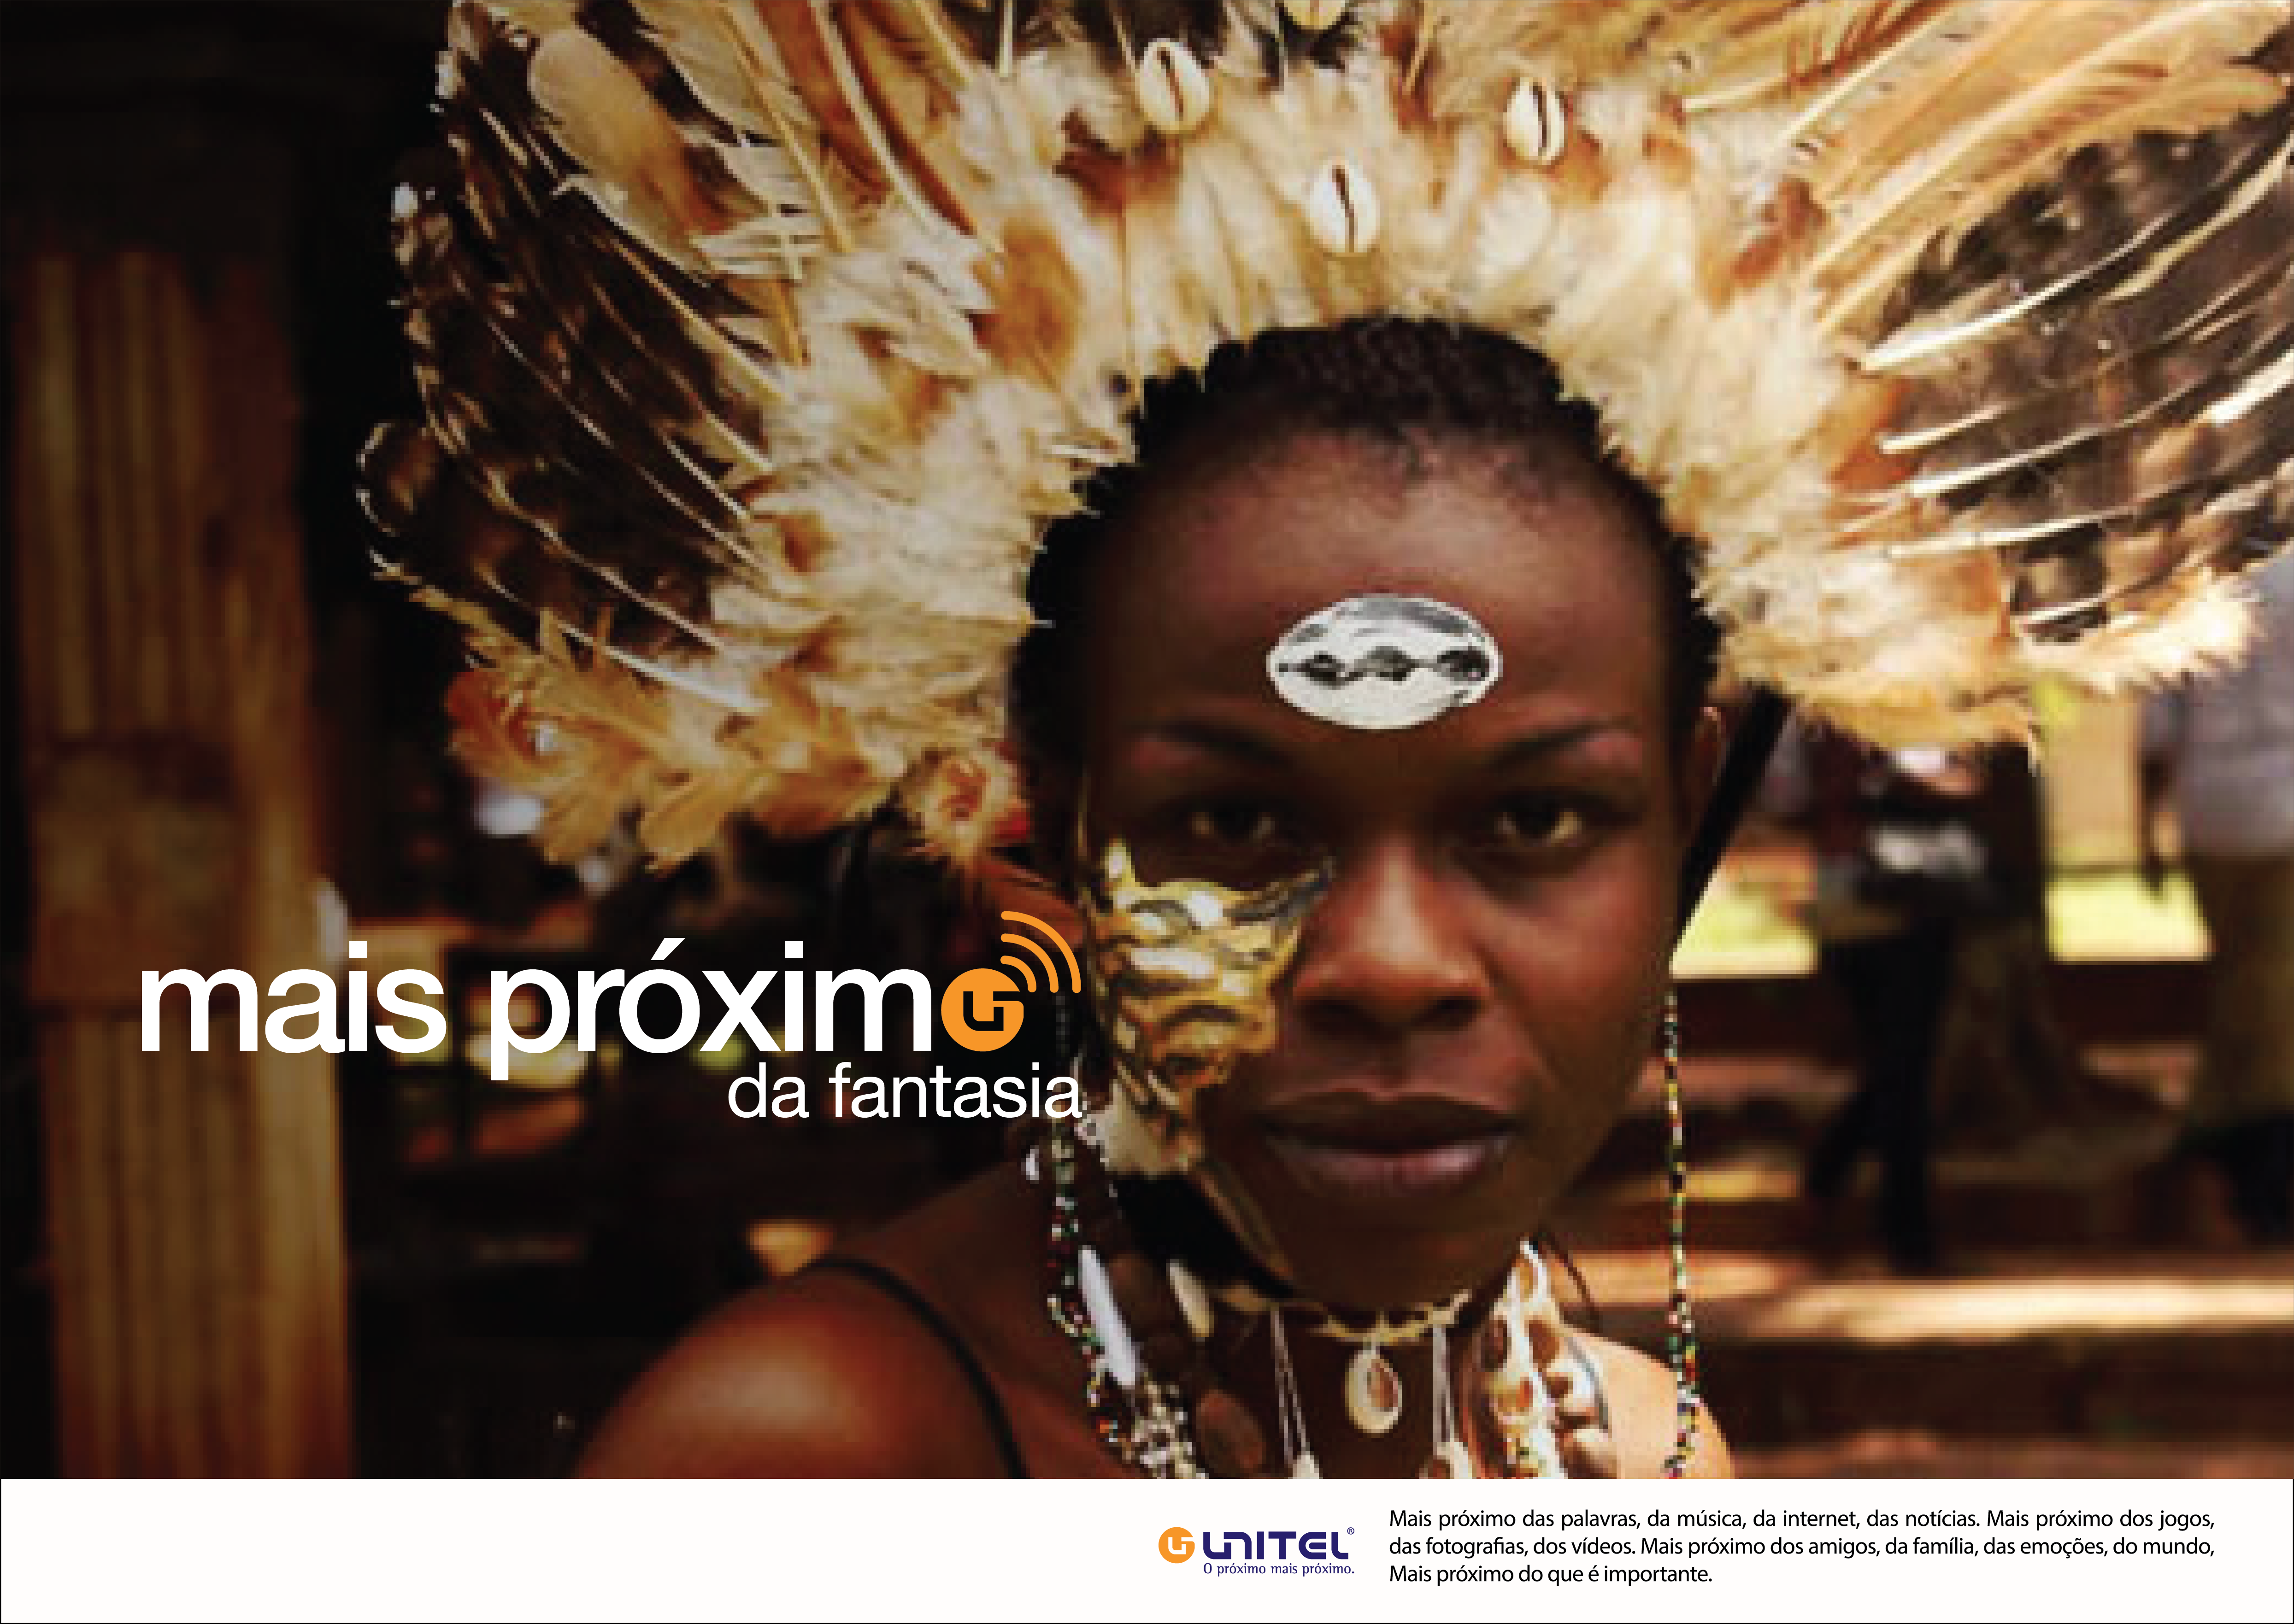 mais próximo
da fantasia
UNITEL®
O próximo mais próximo.
Mais próximo das palavras, da música, da internet, das notícias. Mais próximo dos jogos,
das fotografias, dos vídeos. Mais próximo dos amigos, da família, das emoções, do mundo,
Mais próximo do que é importante.